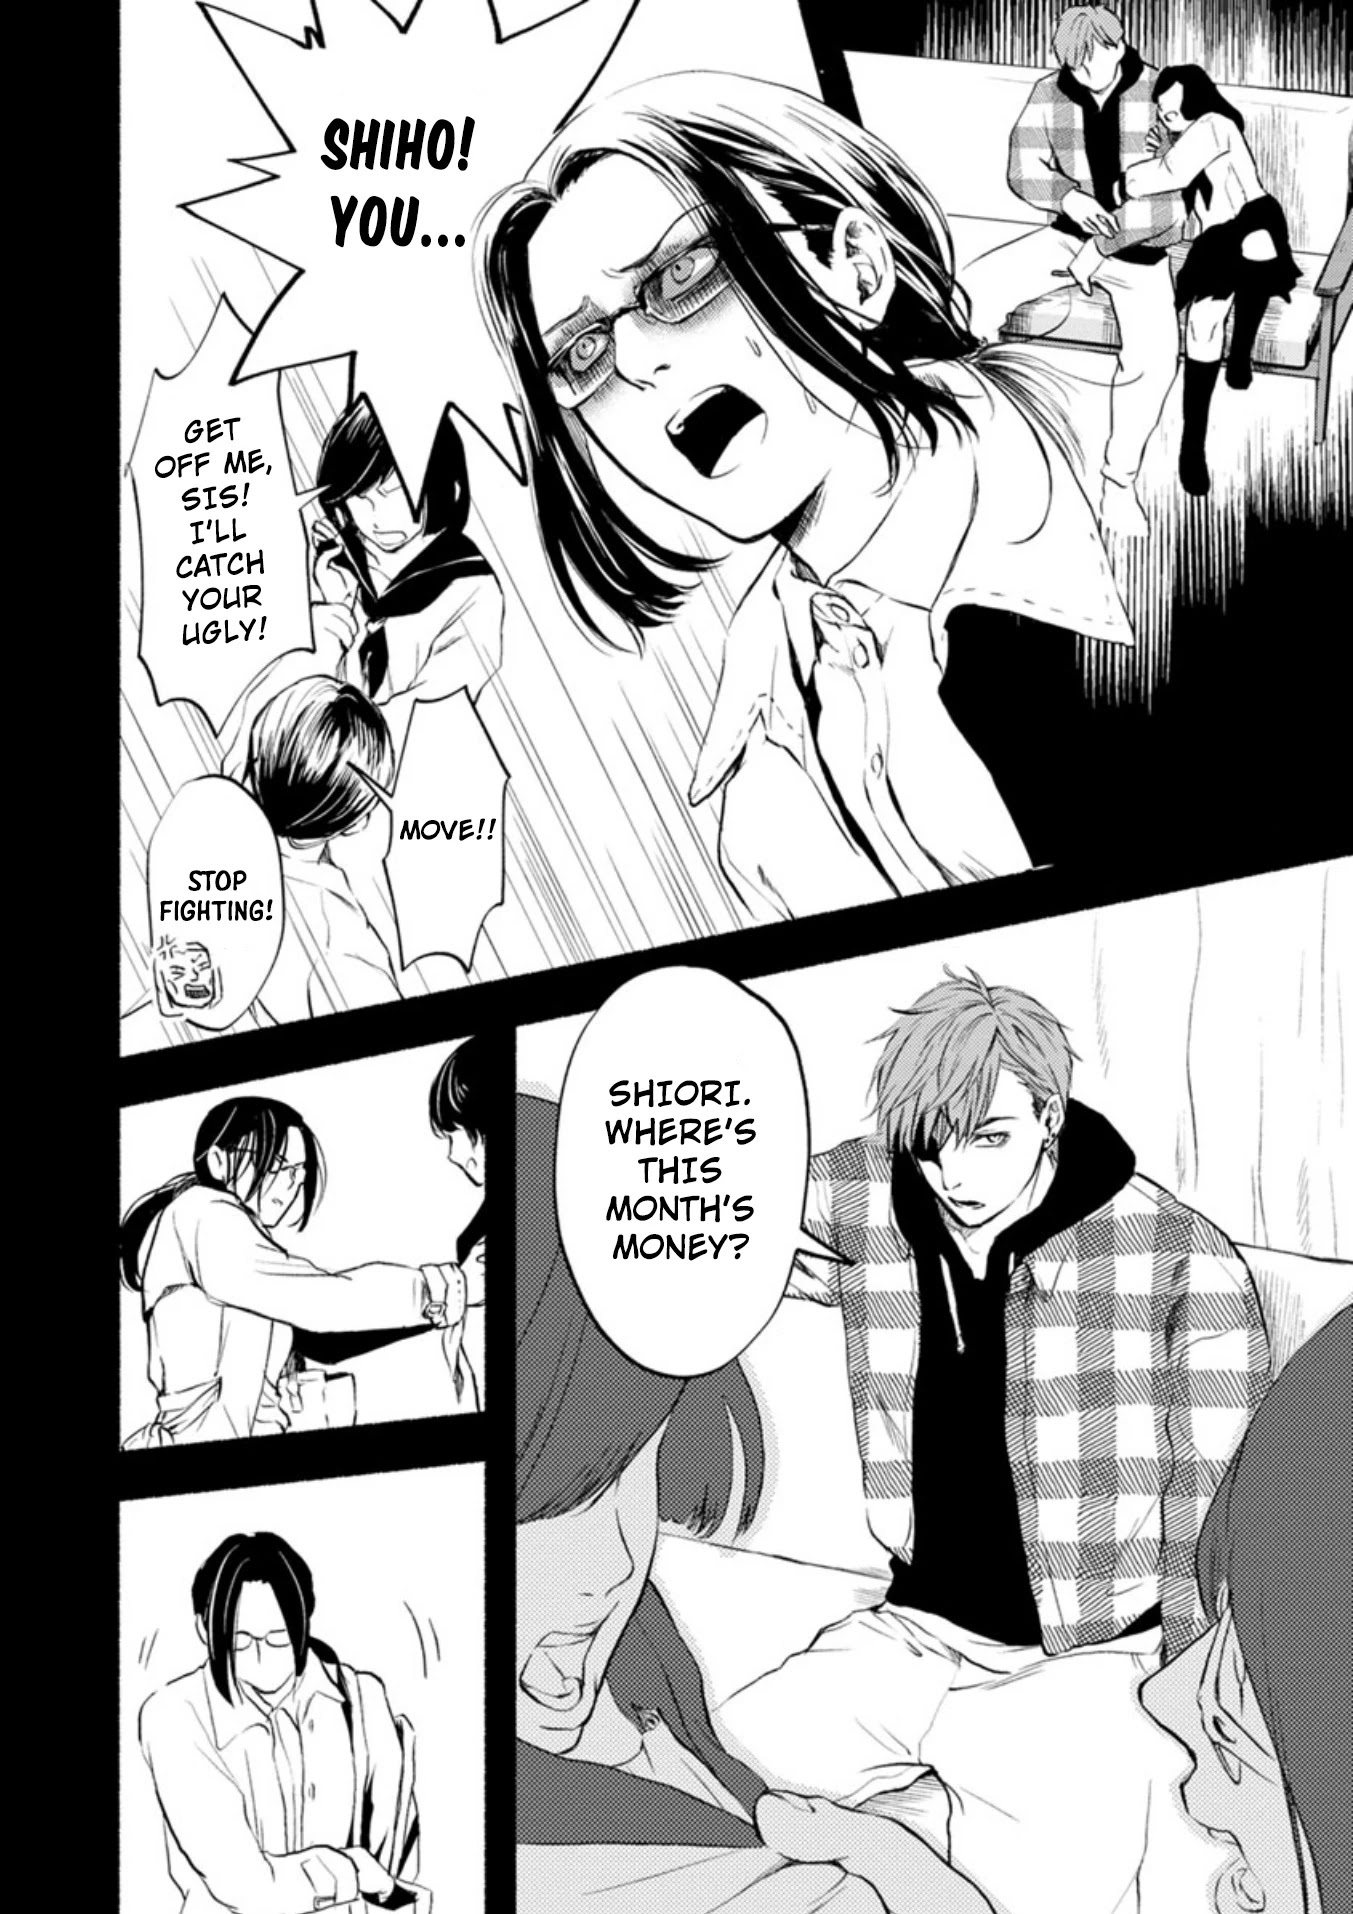 SHIHO!
YOU...
GET
OFF ME,
SIS!
I'LL
CATCH
YOUR
UGLY!
MOVE!!
STOP
FIGHTING!
SHIORI.
WHERE'S
THIS
MONTH'S
MONEY?